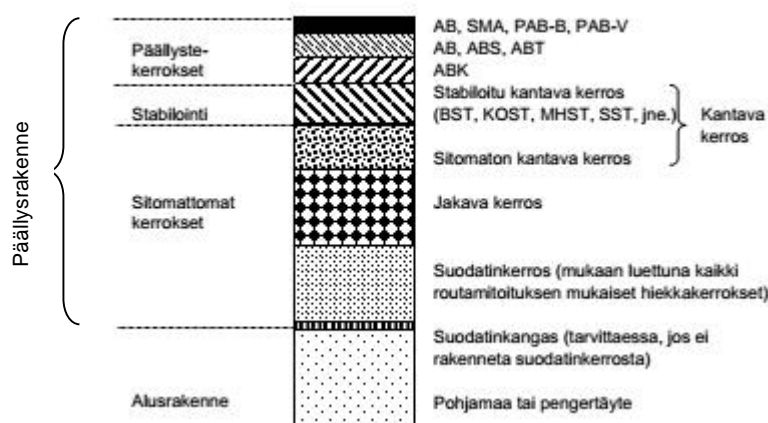 Päällysrakenne
Päällyste-
kerrokset
Stabilointi
Sitomattomat
kerrokset
Alusrakenne
AB, SMA, PAB-B, PAB-V
AB, ABS, ABT
ABK
Stabiloitu kantava kerros
(BST, KOST, MHST, SST, jne.)
Sitomaton kantava kerros
Kantava
kerros
Jakava kerros
Suodatinkerros (mukaan luettuna kaikki
routamitoituksen mukaiset hiekkakerrokset)
Suodatinkangas (tarvittaessa, jos ei
rakenneta suodatinkerrosta)
Pohjamaa tai pengertäyte